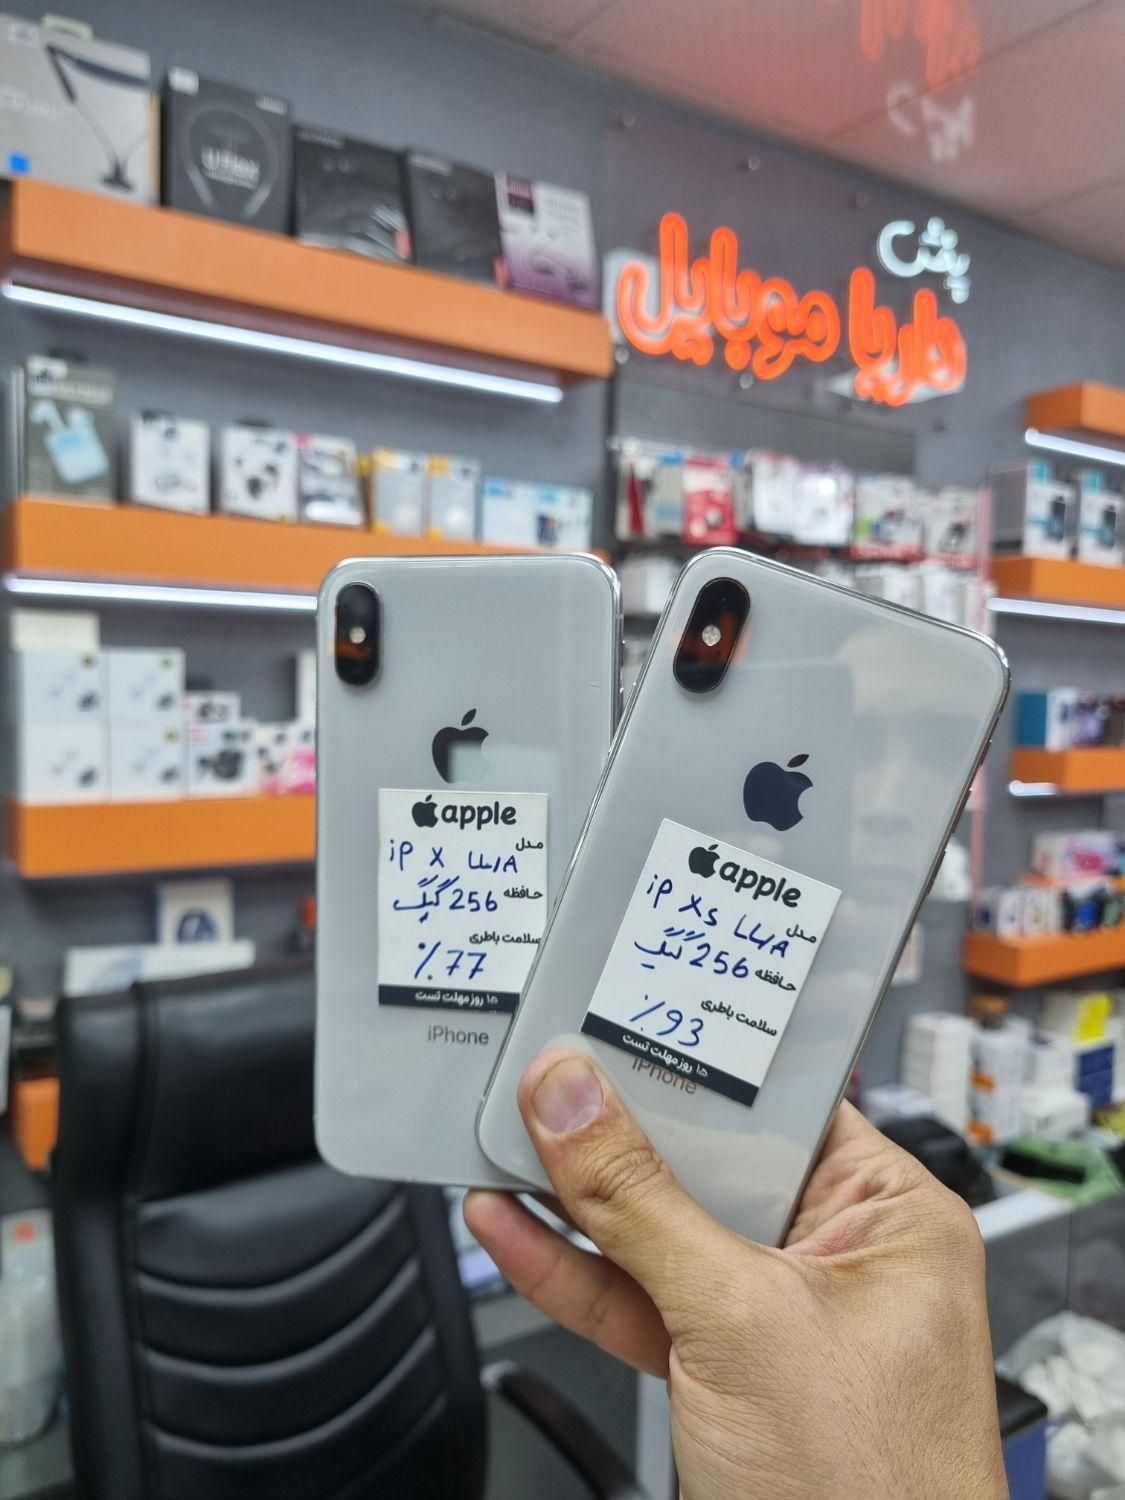 پخش
داریا موبایل
apple
مدل iP X LL/A
حافظه 256 گیگ
سلامت باطری
٪77
۱۵ روز مهلت تست
iPhone
apple
مدل iP Xs LL/A
حافظه 256 گیگ
سلامت باطری
٪93
۱۵ روز مهلت تست
iPhone